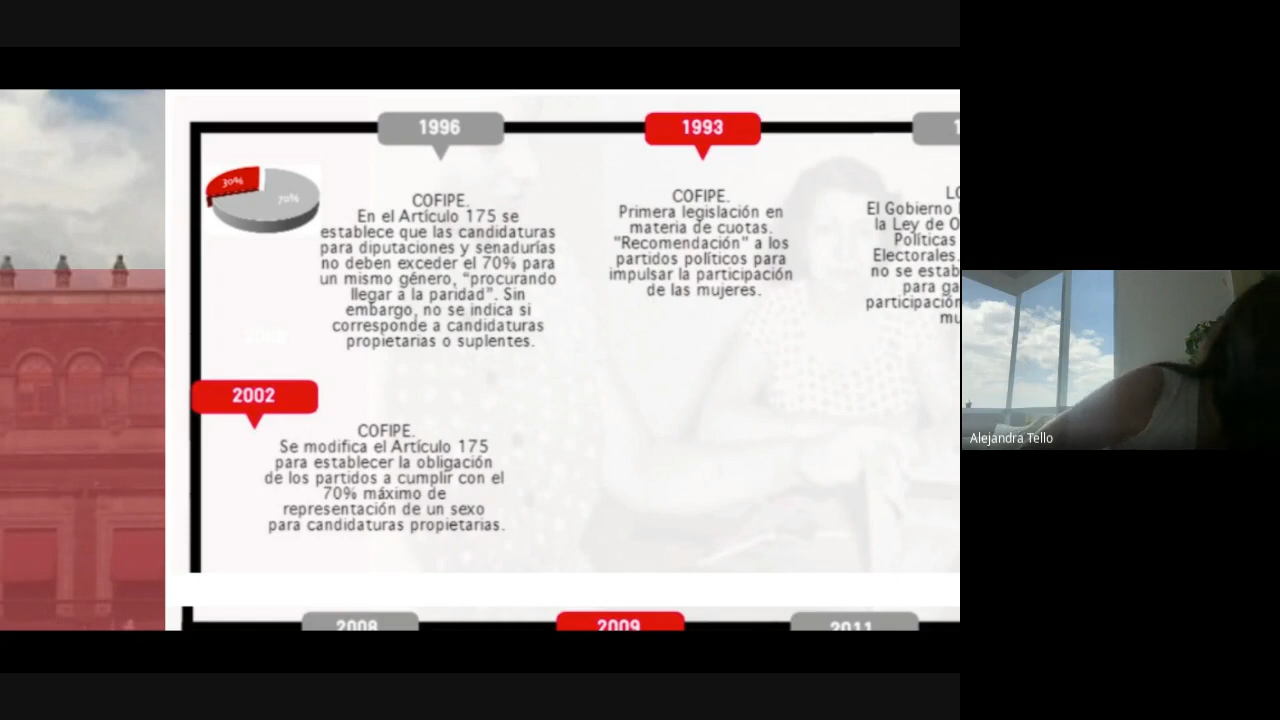 1996
30%
70%
COFIPE.
En el Artículo 175 se
establece que las candidaturas
para diputaciones y senadurías
no deben exceder el 70% para
un mismo género, "procurando
llegar a la paridad". Sin
embargo, no se indica si
corresponde a candidaturas
propietarias o suplentes.
1993
COFIPE.
Primera legislación en
materia de cuotas.
"Recomendación" a los
partidos políticos para
impulsar la participación
de las mujeres.
El Gobierno
la Ley de
Políticas
Electorales.
no se
para
2002
COFIPE.
Se modifica el Artículo 175
para establecer la obligación
de los partidos a cumplir con el
70% máximo de
representación de un sexo
para candidaturas propietarias.
2008
2009
2011
Alejandra Tello